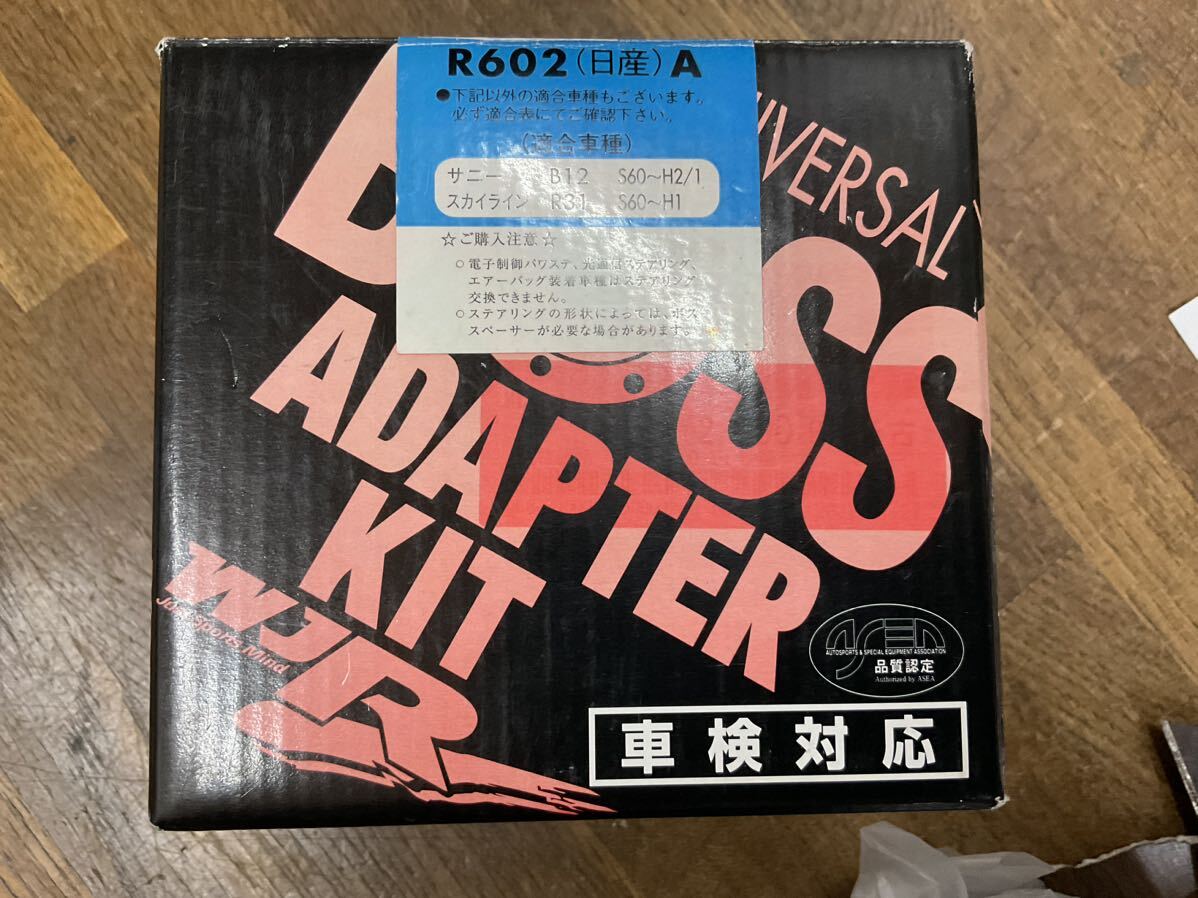 R602(日産)A
●下記以外の適合車種もございます。
必ず適合表にてご確認下さい。
(適合車種)
サニー B12 S60～H2/1
スカイライン R31 S60～H1
☆ご購入注意☆
○電子制御パワステ、光通信ステアリング、
エアーバッグ装着車種はステアリング
交換できません。
○ステアリングの形状によっては、ボス
スペーサーが必要な場合があります。
UNIVERSAL
BOSS
ADAPTER
KIT
Sports Mind
ASEA
AUTOSPORTS & SPECIAL EQUIPMENT ASSOCIATION
品質認定
Authorized by ASEA
車検対応